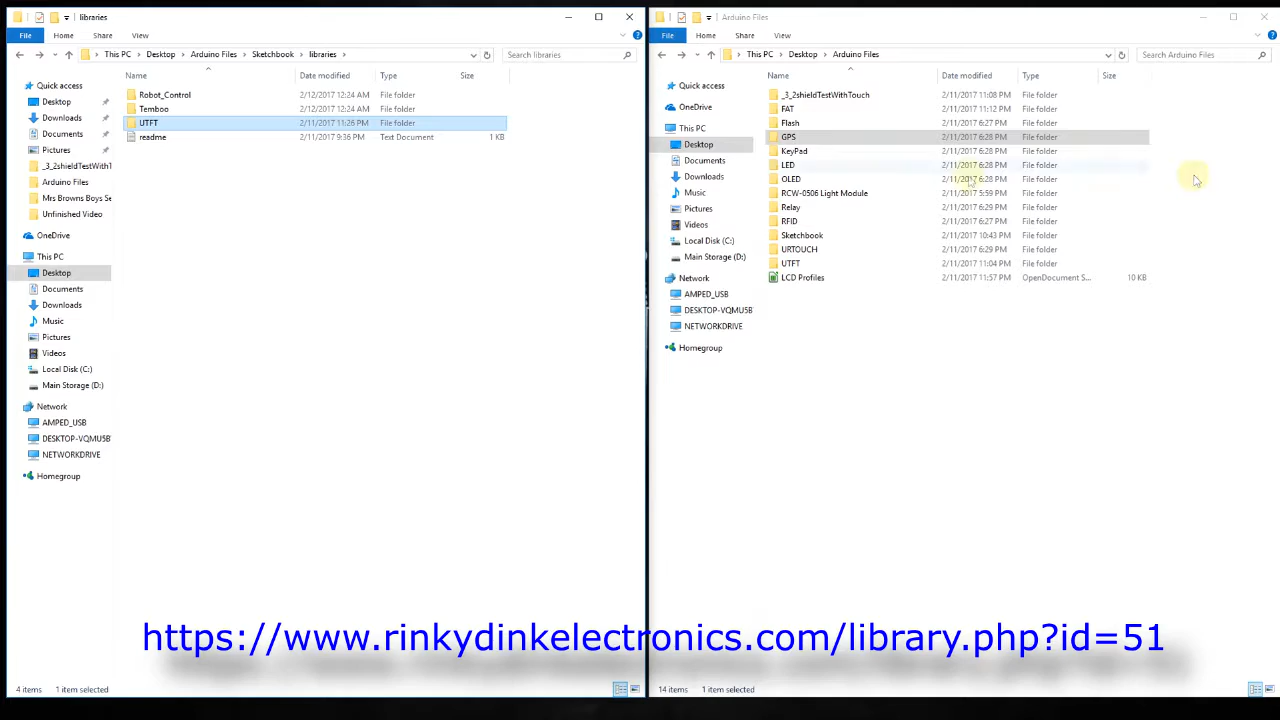 libraries
File Home Share View
This PC Desktop Arduino Files Sketchbook libraries Search libraries
Name Date modified Type Size
Quick access
Desktop
Downloads
Documents
Pictures
_3_2shieldTestWithT
Arduino Files
Mrs Browns Boys Se
Unfinished Video
OneDrive
This PC
Desktop
Documents
Downloads
Music
Pictures
Videos
Local Disk (C:)
Main Storage (D:)
Network
AMPED_USB
DESKTOP-VQMU5B
NETWORKDRIVE
Homegroup
Robot_Control 2/12/2017 12:24 AM File folder
Temboo 2/12/2017 12:24 AM File folder
UTFT 2/11/2017 11:26 PM File folder
readme 2/11/2017 9:36 PM Text Document 1 KB
4 items 1 item selected
Arduino Files
File Home Share View
This PC Desktop Arduino Files Search Arduino Files
Name Date modified Type Size
Quick access
OneDrive
This PC
Desktop
Documents
Downloads
Music
Pictures
Videos
Local Disk (C:)
Main Storage (D:)
Network
AMPED_USB
DESKTOP-VQMU5B
NETWORKDRIVE
Homegroup
_3_2shieldTestWithTouch 2/11/2017 11:08 PM File folder
FAT 2/11/2017 11:12 PM File folder
Flash 2/11/2017 6:27 PM File folder
GPS 2/11/2017 6:28 PM File folder
KeyPad 2/11/2017 6:28 PM File folder
LED 2/11/2017 6:28 PM File folder
OLED 2/11/2017 6:28 PM File folder
RCW-0506 Light Module 2/11/2017 5:59 PM File folder
Relay 2/11/2017 6:29 PM File folder
RFID 2/11/2017 6:27 PM File folder
Sketchbook 2/11/2017 10:43 PM File folder
URTOUCH 2/11/2017 6:29 PM File folder
UTFT 2/11/2017 11:04 PM File folder
LCD Profiles 2/11/2017 11:57 PM OpenDocument S... 10 KB
14 items 1 item selected
https://www.rinkydinkelectronics.com/library.php?id=51